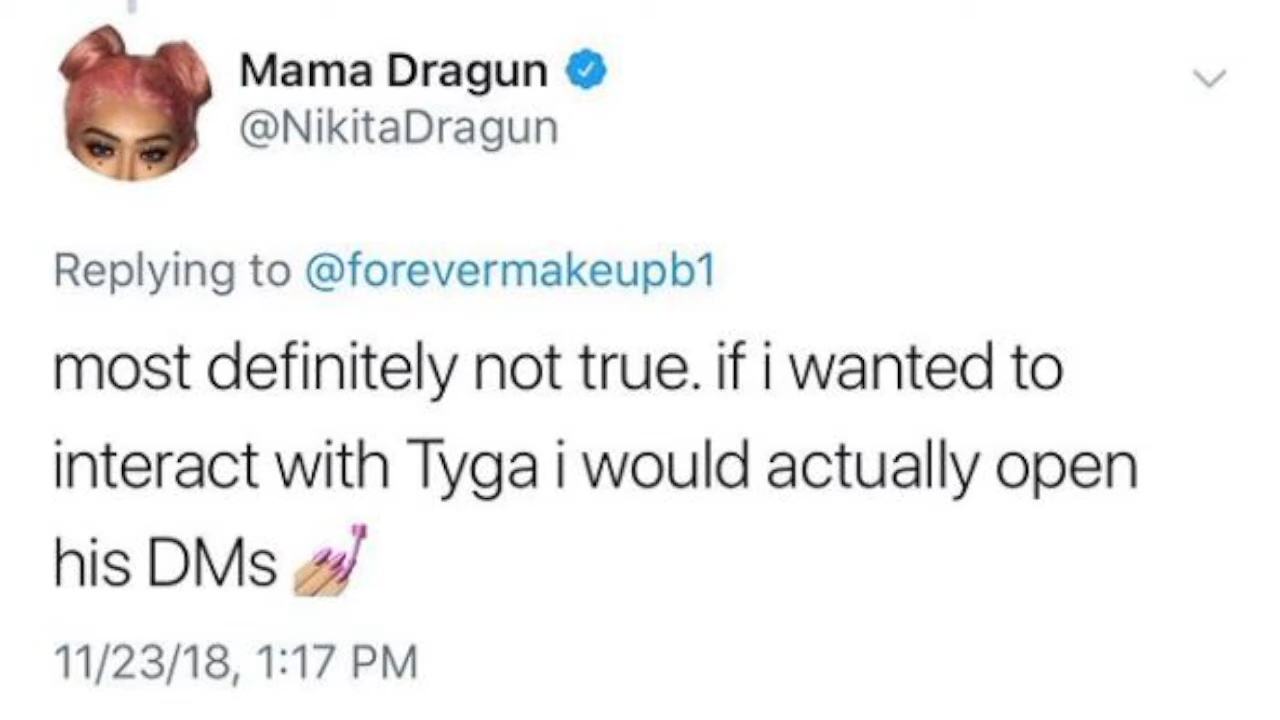 Mama Dragun
@NikitaDragun
Replying to @forevermakeupb1
most definitely not true. if i wanted to
interact with Tyga i would actually open
his DMs 💅🏼
11/23/18, 1:17 PM